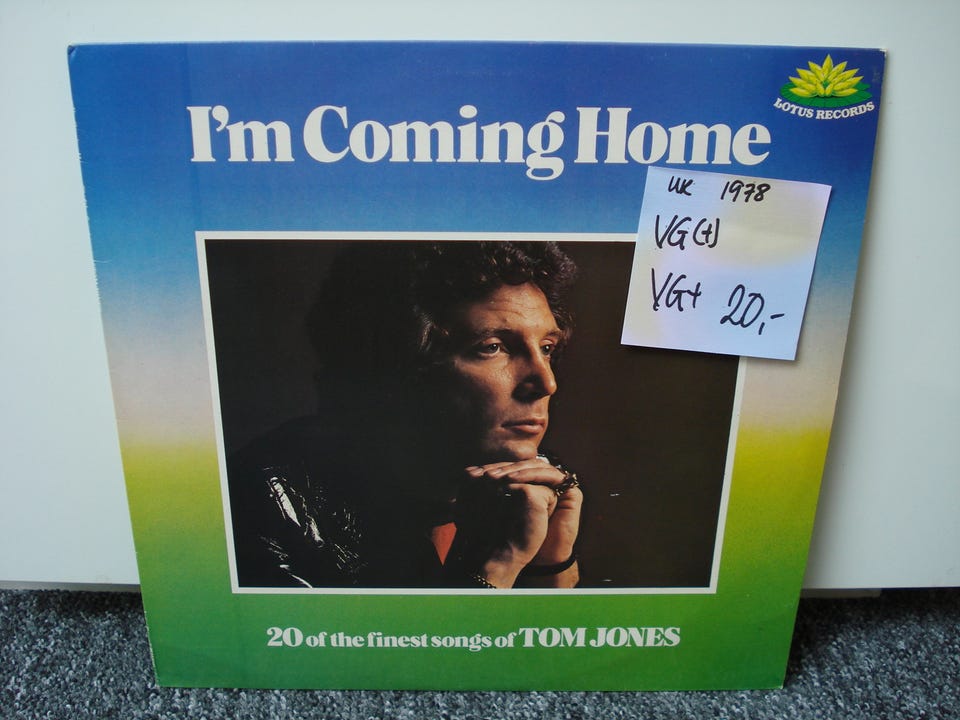 LOTUS RECORDS
I'm Coming Home
UK 1978
VG(+)
VG+ 20,-
20 of the finest songs of TOM JONES